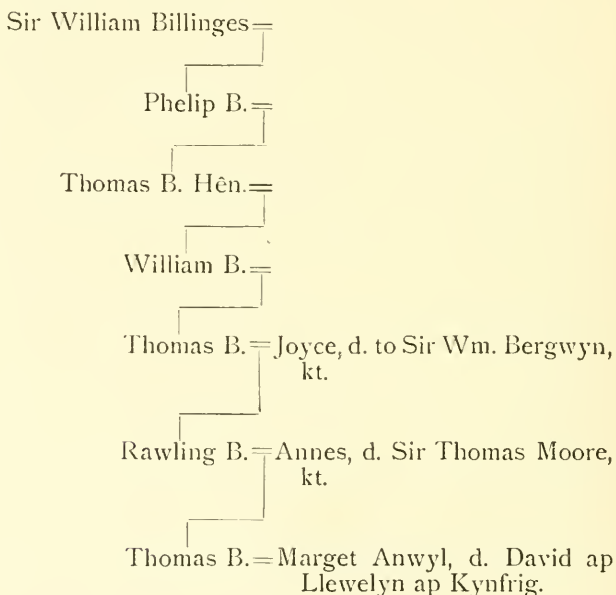 Sir William Billinges=
Phelip B.=
Thomas B. Hên.=
William B.=
Thomas B.=Joyce, d. to Sir Wm. Bergwyn,
kt.
Rawling B.=Annes, d. Sir Thomas Moore,
kt.
Thomas B.=Marget Anwyl, d. David ap
Llewelyn ap Kynfrig.